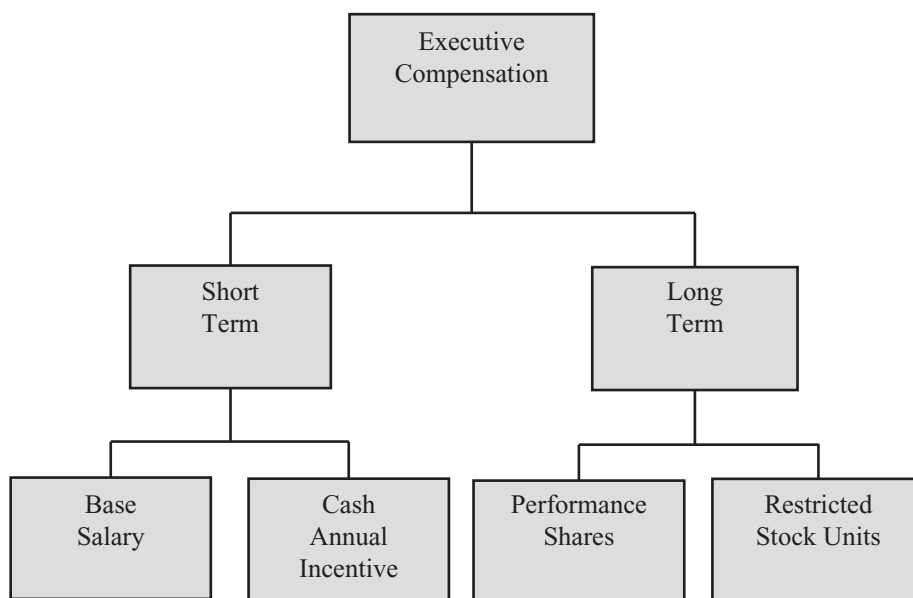 Executive
Compensation
Short
Term
Long
Term
Base
Salary
Cash
Annual
Incentive
Performance
Shares
Restricted
Stock Units